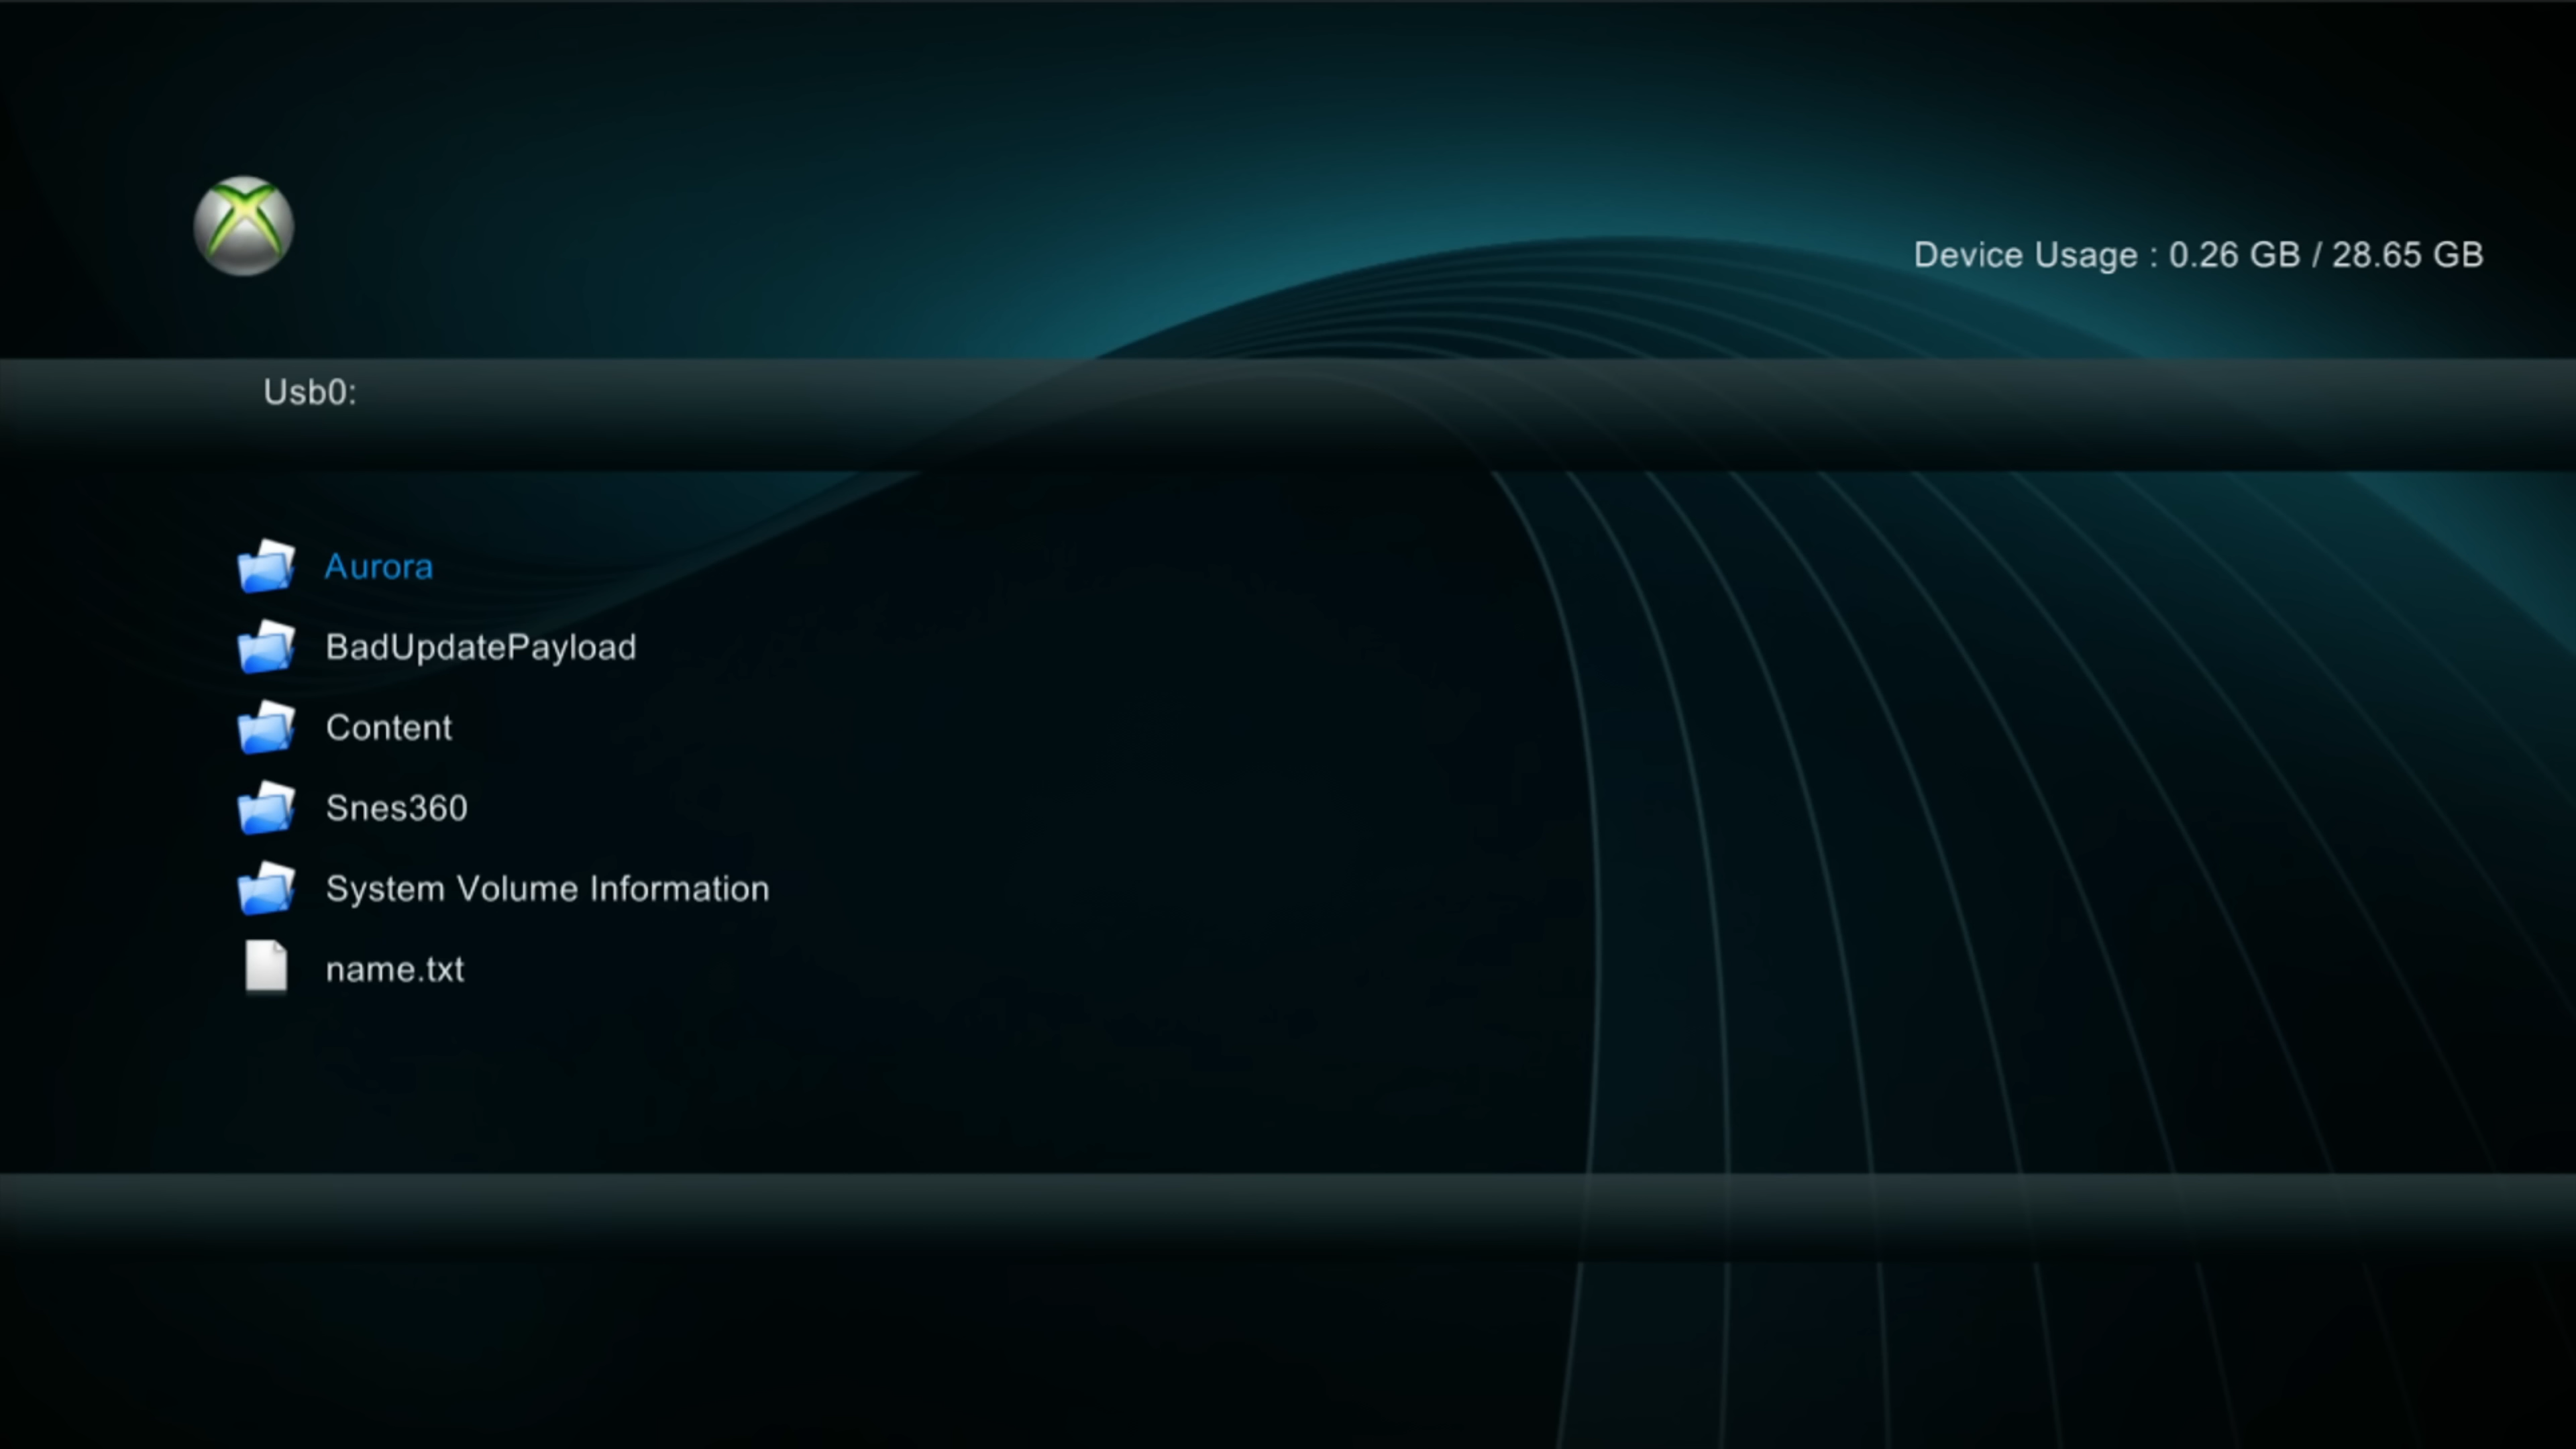 Device Usage : 0.26 GB / 28.65 GB
Usb0:
Aurora
BadUpdatePayload
Content
Snes360
System Volume Information
name.txt